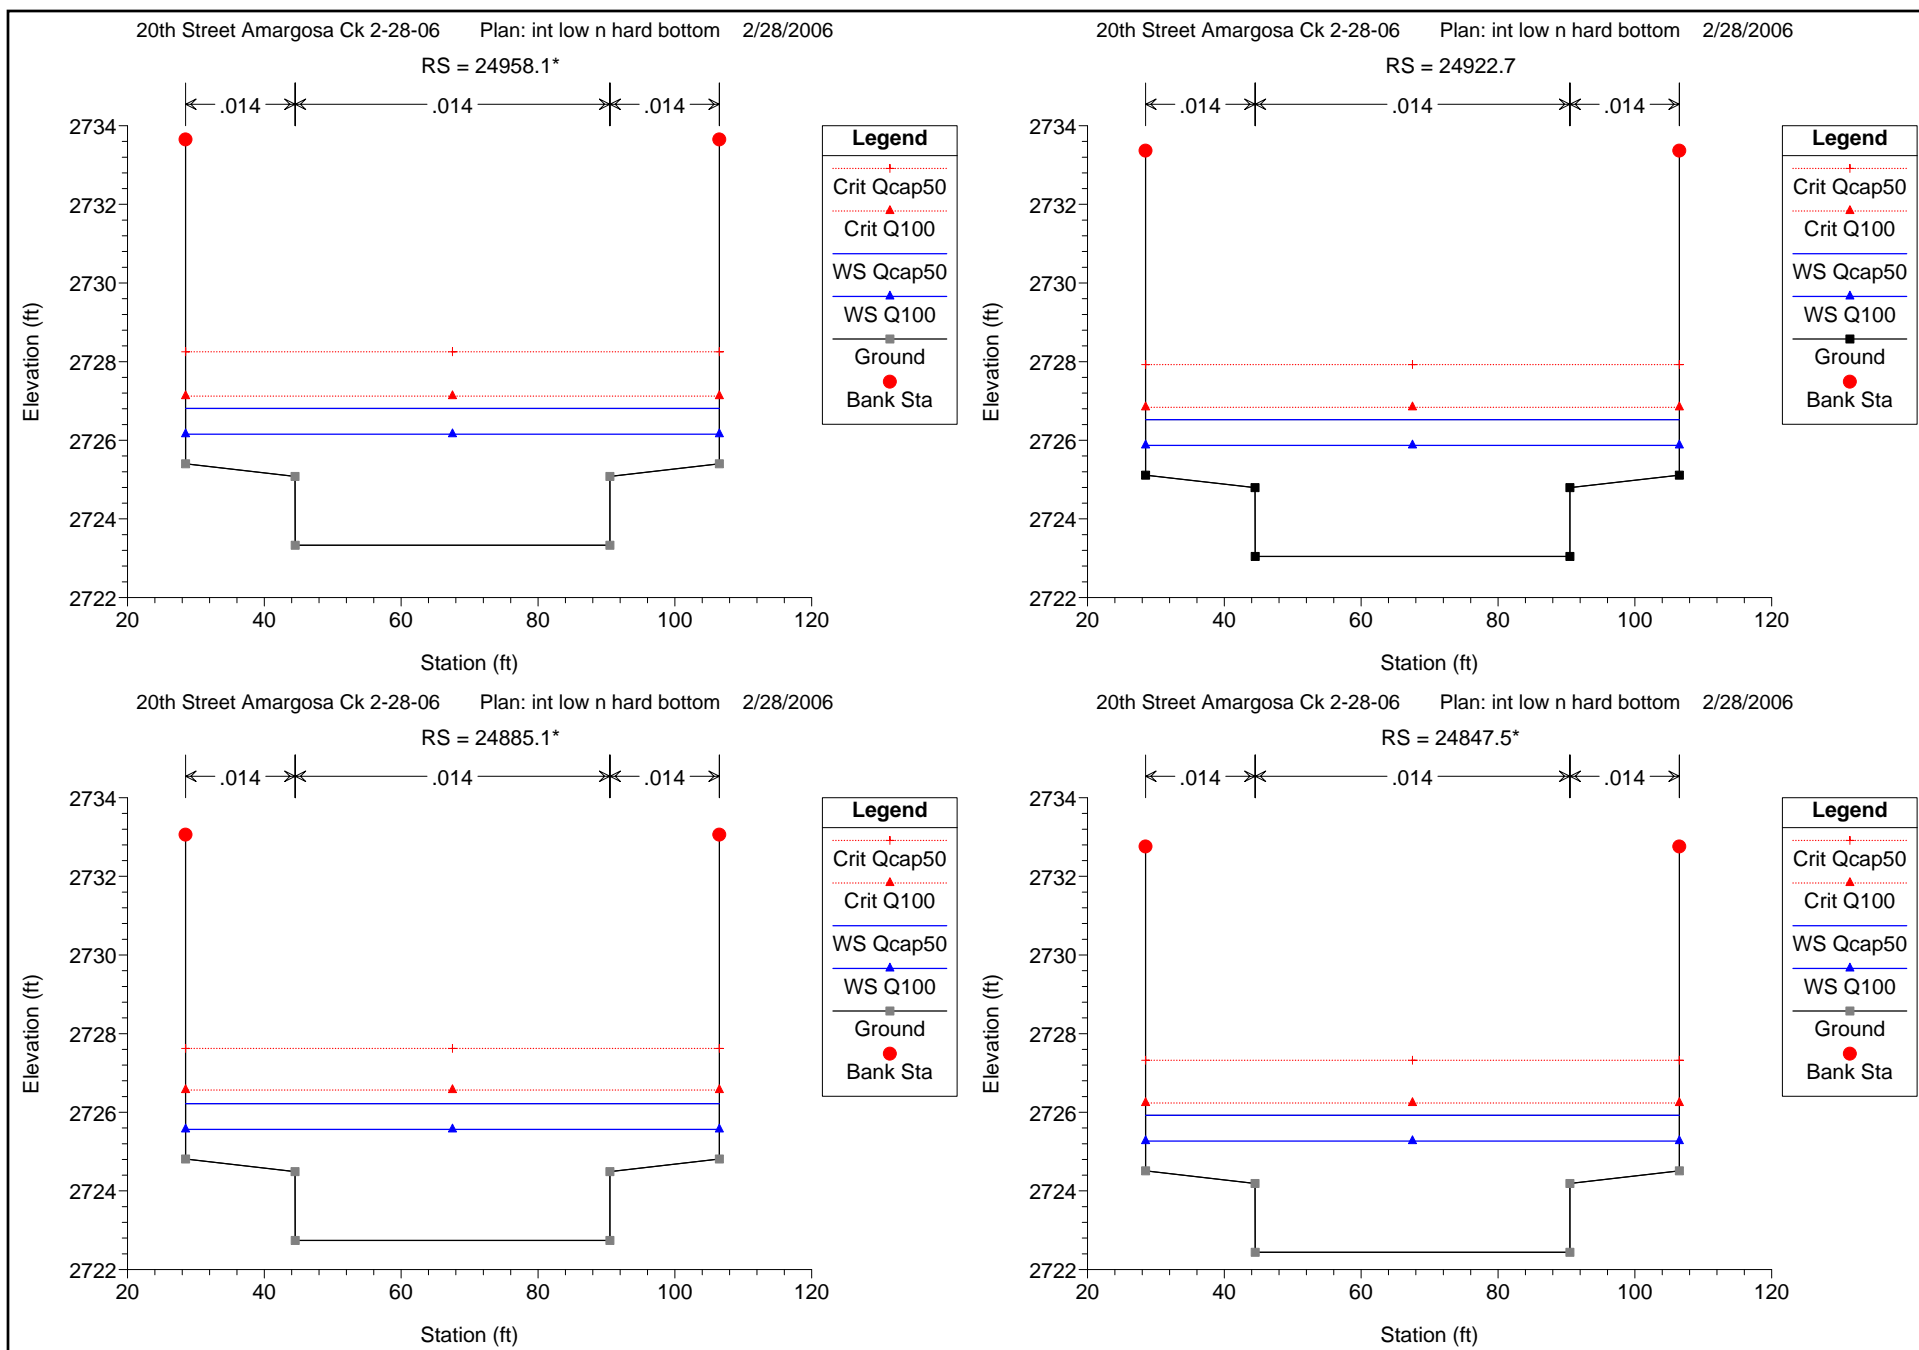 20th Street Amargosa Ck 2-28-06 Plan: int low n hard bottom 2/28/2006
RS = 24958.1*
.014 .014 .014
2734
2732
2730
2728
2726
2724
2722
Elevation (ft)
20 40 60 80 100 120
Station (ft)
Legend
Crit Qcap50
Crit Q100
WS Qcap50
WS Q100
Ground
Bank Sta
20th Street Amargosa Ck 2-28-06 Plan: int low n hard bottom 2/28/2006
RS = 24922.7
.014 .014 .014
2734
2732
2730
2728
2726
2724
2722
Elevation (ft)
20 40 60 80 100 120
Station (ft)
Legend
Crit Qcap50
Crit Q100
WS Qcap50
WS Q100
Ground
Bank Sta
20th Street Amargosa Ck 2-28-06 Plan: int low n hard bottom 2/28/2006
RS = 24885.1*
.014 .014 .014
2734
2732
2730
2728
2726
2724
2722
Elevation (ft)
20 40 60 80 100 120
Station (ft)
Legend
Crit Qcap50
Crit Q100
WS Qcap50
WS Q100
Ground
Bank Sta
20th Street Amargosa Ck 2-28-06 Plan: int low n hard bottom 2/28/2006
RS = 24847.5*
.014 .014 .014
2734
2732
2730
2728
2726
2724
2722
Elevation (ft)
20 40 60 80 100 120
Station (ft)
Legend
Crit Qcap50
Crit Q100
WS Qcap50
WS Q100
Ground
Bank Sta